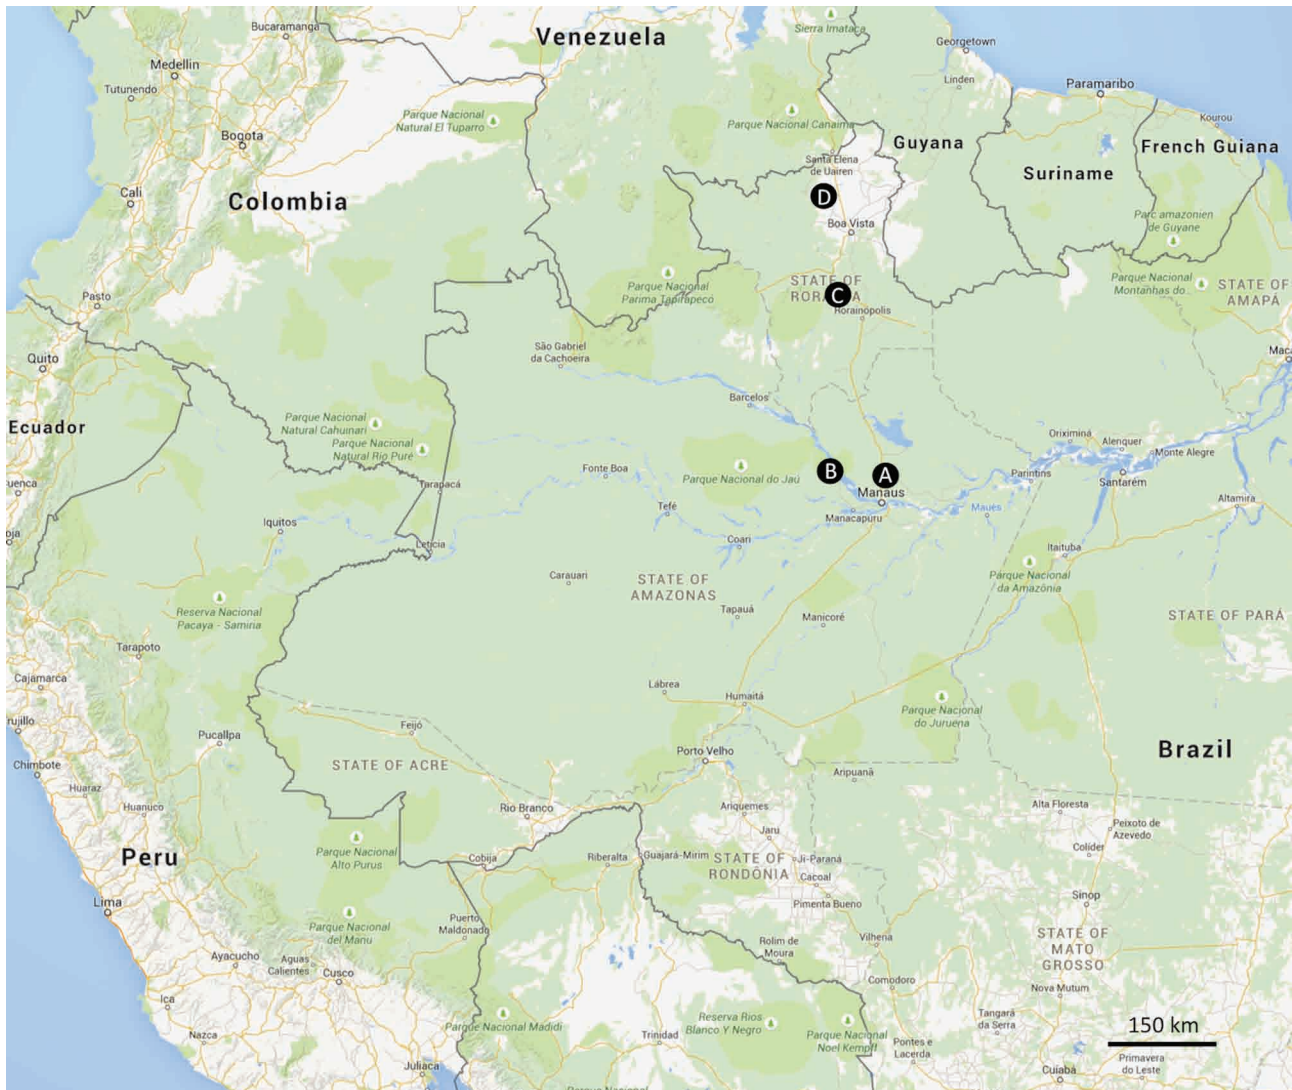 Bucaramanga
Venezuela
Sierra Imataca
Georgetown
Medellin
Tutunendo
Linden
Paramaribo
Parque Nacional
Natural El Tuparro
Parque Nacional Canaima
Kourou
Bogota
Guyana
French Guiana
Santa Elena
de Uairen
Suriname
Cali
Colombia
D
Boa Vista
Parc amazonien
de Guyane
Parque Nacional
Parima Tapirapeco
STATE OF
C
Rorainópolis
Parque Nacional
Montanhas do...
STATE OF
AMAPÁ
Pasto
São Gabriel
da Cachoeira
Quito
Maca
Barcelos
Ecuador
Parque Nacional
Natural Cahuinari
Parque Nacional
Natural Rio Puré
Oriximiná
Alenquer
Monte Alegre
Fonte Boa
Parque Nacional do Jaú
B
A
Parintins
Santarém
uenca
Tarapacá
Manaus
Altamira
Iquitos
Tefé
Manacapuru
Maués
oja
Leticia
Coari
Itaituba
Carauari
STATE OF
AMAZONAS
Parque Nacional
da Amazônia
Reserva Nacional
Pacaya - Samiria
Tapauá
Manicoré
STATE OF PARÁ
Tarapoto
Cajamarca
Lábrea
Humaitá
Parque Nacional
do Juruena
rujillo
Feijó
Pucallpa
Porto Velho
Brazil
Chimbote
STATE OF ACRE
Aripuanã
Huaraz
Huanuco
Rio Branco
Ariquemes
Alta Floresta
Peixoto de
Azevedo
Jaru
Parque Nacional
Alto Purus
Colíder
Peru
Cobija
Riberalta
Guajará-Mirim
STATE OF
RONDÔNIA
Ji-Paraná
Cacoal
Lima
Pimenta Bueno
Sinop
Parque Nacional
del Manu
Puerto
Maldonado
STATE OF
MATO
GROSSO
Rolim de
Moura
Vilhena
Ayacucho
Aguas
Calientes
Cusco
Comodoro
Nova Mutum
Ica
Parque Nacional Madidi
Reserva Rios
Blanco Y Negro
Tangará
da Serra
Nazca
Trinidad
Parque Nacional
Noel Kempff
150 km
Pontes e
Lacerda
Juliaca
Cuiabá
Primavera
do Leste
Parque Nacional